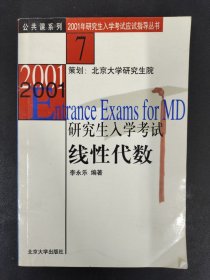 公共课系列
2001年研究生入学考试应试指导丛书
7
策划：北京大学研究生院
2001
2001
Entrance Exams for MD
研究生入学考试
线性代数
李永乐 编著
北京大学出版社